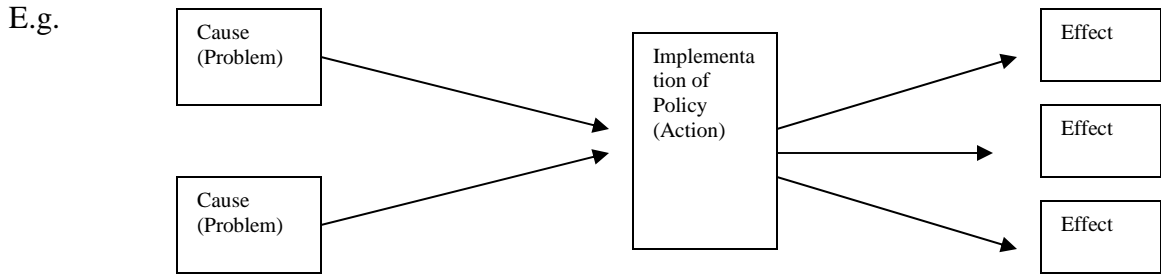 E.g.
Cause
(Problem)
Cause
(Problem)
Implementa
tion of
Policy
(Action)
Effect
Effect
Effect